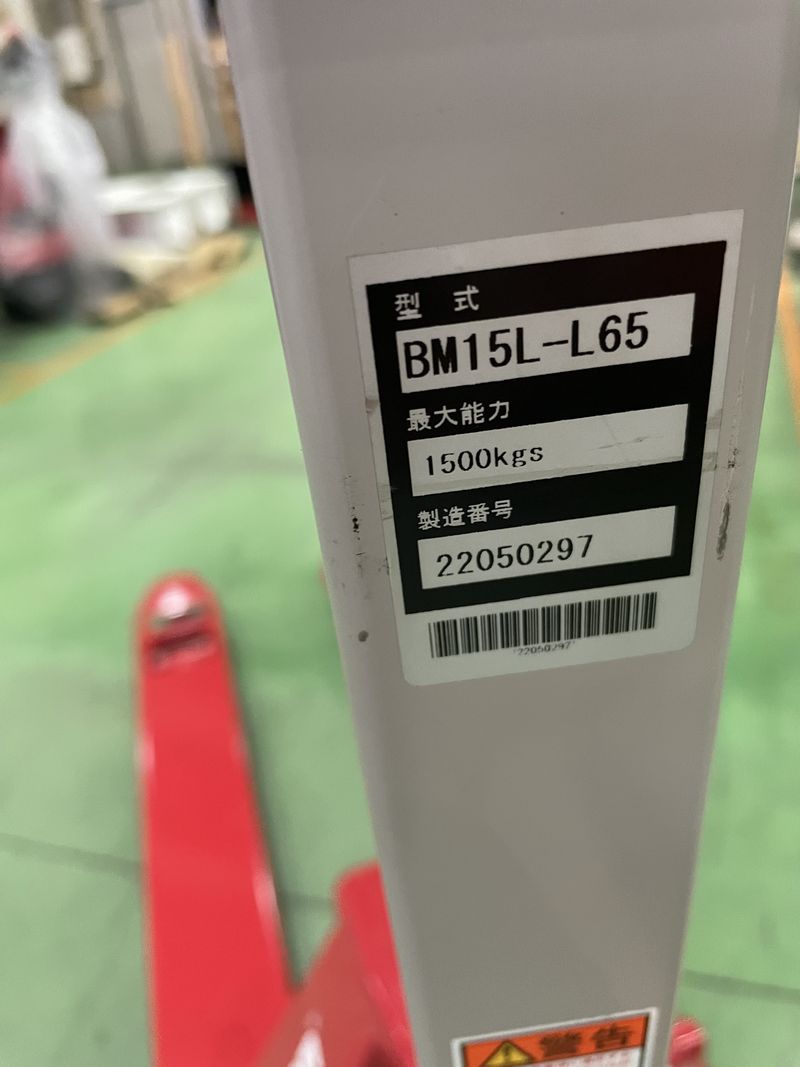 型 式
BM15L-L65
最大能力
1500kgs
製造番号
22050297
*22050297*
警告